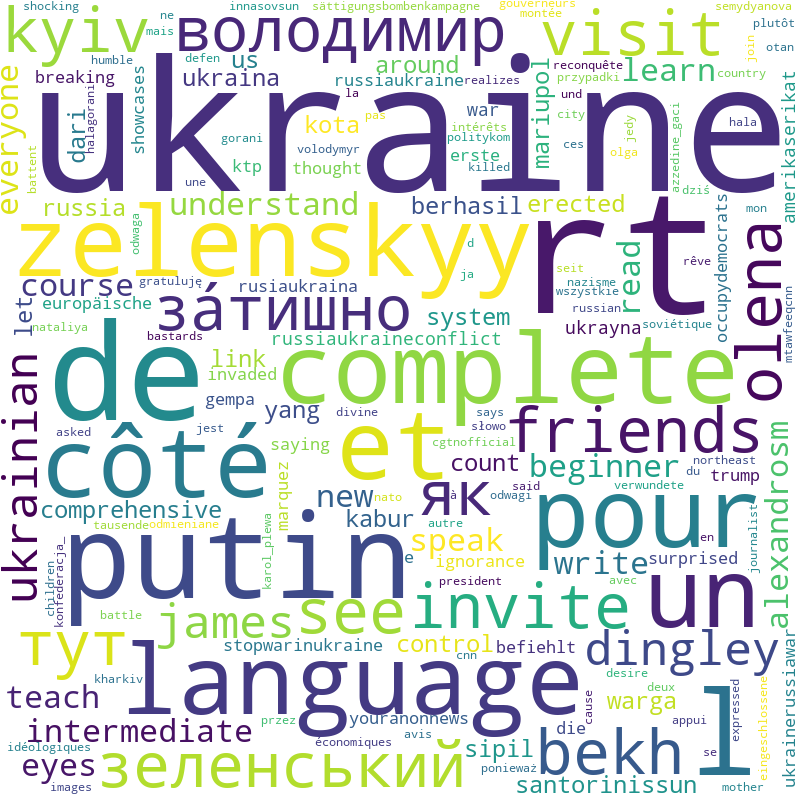 shocking
innasovsun
sättigungsbombenkampagne
gouverneurs
semydyanova
kyiv
ne
mais
володимир
visit
montée
join
plutôt
otan
humble
defen
us
around
learn
reconquête
country
breaking
ukraina
russiaukraine
realizes
przypadki
everyone
dari
halagorani
showcases
la
war
mariupol
und
amerikaserikat
ukraine
kota
pas
intérêts
city
jedy
hala
gorani
volodymyr
politykom
ces
olga
azzedine_gaci
battent
ktp
thought
erste
killed
dziś
une
russia
understand
berhasil
erected
mon
zelenskyy
rt
odwaga
d
read
occupydemocrats
rêve
olena
course
gratuluję
ja
seit
nazisme
wszystkie
let
européische
rusiaukraina
russian
затишно
system
ukrayna
soviétique
mtawfeeqcnn
nataliya
bastards
russiaukraineconflict
link
invaded
de
complete
ukrainian
gempa
yang
divine
says
asked
jest
słowo
friends
côté
saying
et
cgtnofficial
count
beginner
northeast
du
trump
alexandrosm
comprehensive
new
marquez
nato
як
à
said
odwagi
verwundete
tausende
odmieniane
kabur
autre
pour
en
journalist
putin
e
speak
ignorance
write
surprised
konfederacja_
children
karol_plewa
president
avec
battle
james
see
invite
un
тут
stopwarinukraine
control
befiehlt
dingley
cnn
desire
kharkiv
language
deux
teach
warga
cause
l
eingeschlossene
ukrainerussiawar
intermediate
przez
youranonnews
die
appui
expressed
idéologiques
économiques
avis
sipil
bekh
se
eyes
зеленський
ponieważ
images
santorinissun
mother